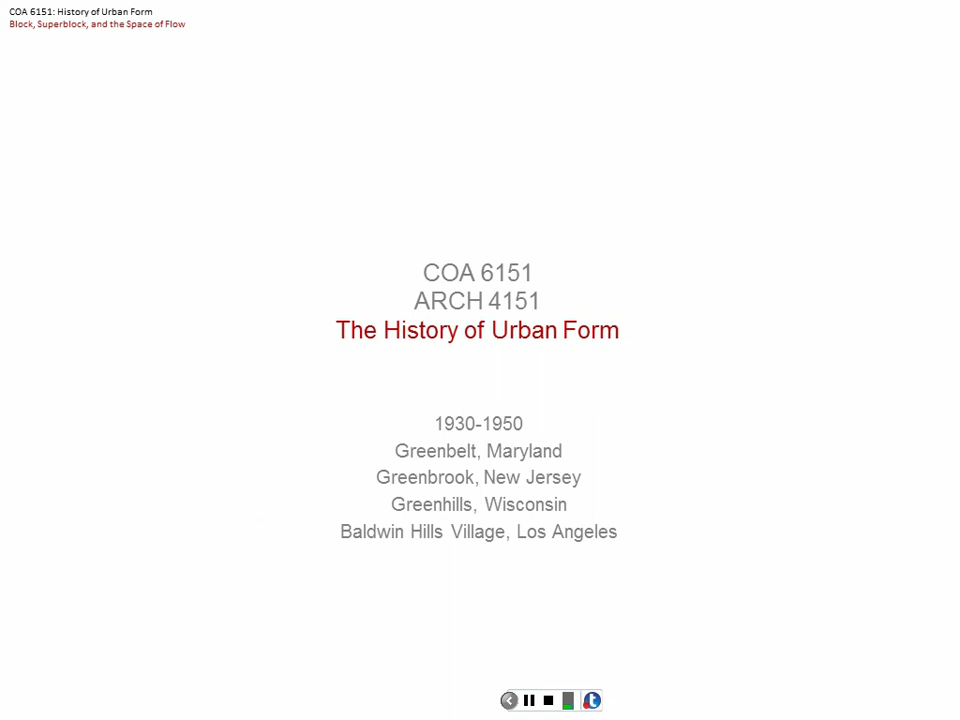 COA 6151: History of Urban Form
Block, Superblock, and the Space of Flow
COA 6151
ARCH 4151
The History of Urban Form
1930-1950
Greenbelt, Maryland
Greenbrook, New Jersey
Greenhills, Wisconsin
Baldwin Hills Village, Los Angeles
t